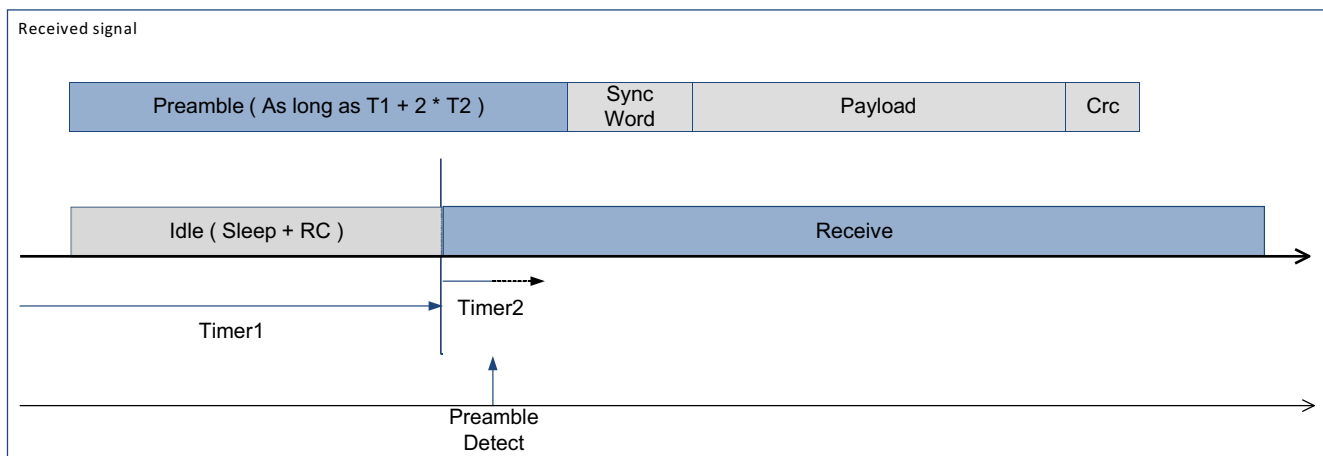 Received signal
Preamble ( As long as T1 + 2 * T2 )
Sync
Word
Payload
Crc
Idle ( Sleep + RC )
Receive
Timer2
Timer1
Preamble
Detect